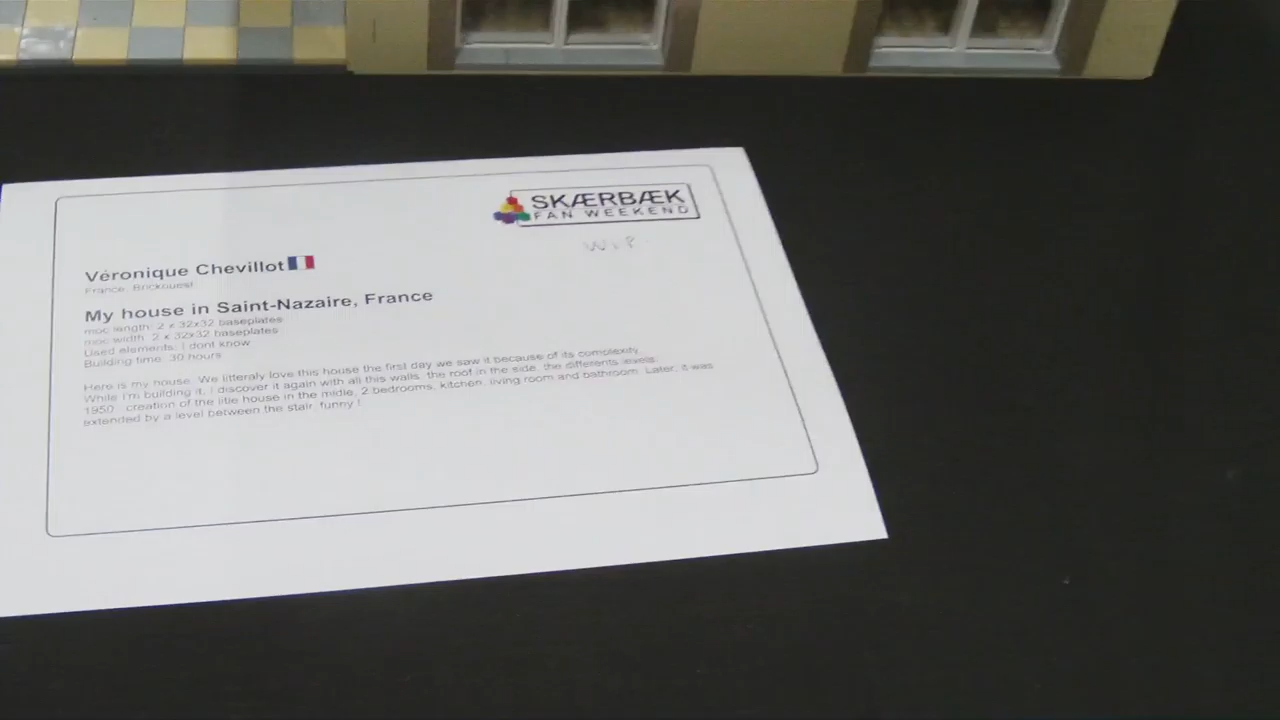 SKÆRBÆK
FAN WEEKEND
W.I.P.
Véronique Chevillot
France, Brickouest
My house in Saint-Nazaire, France
moc length: 2 x 32x32 baseplates
moc width: 2 x 32x32 baseplates
Used elements: I dont know
Building time: 30 hours
Here is my house. We litteraly love this house the first day we saw it because of its complexity.
While I'm building it, I discover it again with all this walls, the roof in the side, the differents levels.
1950 : creation of the litle house in the midle, 2 bedrooms, kitchen, living room and bathroom. Later, it was
extended by a level between the stair, funny !